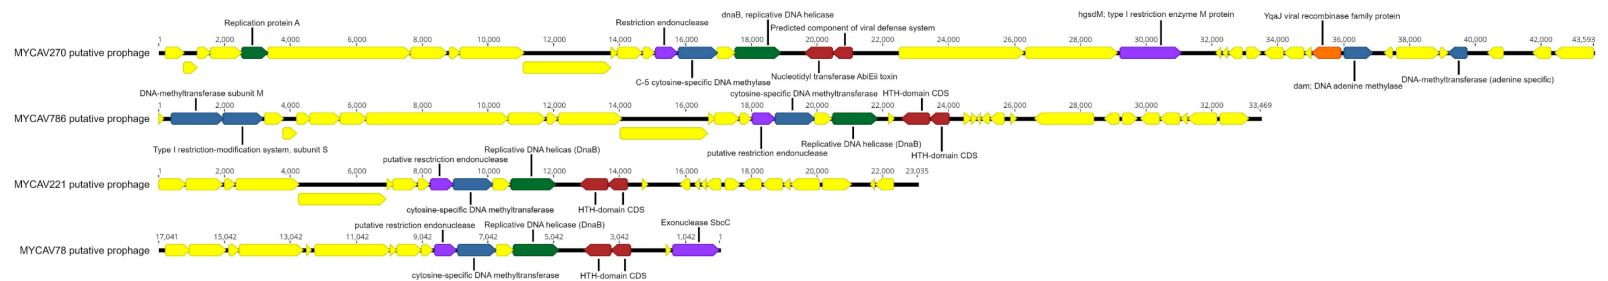 dnaB, replicative DNA helicase
hgsdM; type I restriction enzyme M protein
YqaJ viral recombinase family protein
Replication protein A
Restriction endonuclease
Predicted component of viral defense system
1 2,000 4,000 6,000 8,000 10,000 12,000 14,000 16,000 18,000 20,000 22,000 24,000 26,000 28,000 30,000 32,000 34,000 36,000 38,000 40,000 42,000 43,593
MYCAV270 putative prophage
C-5 cytosine-specific DNA methylase
Nucleotidyl transferase AbiEii toxin
dam; DNA adenine methylase
DNA-methyltransferase (adenine specific)
DNA-methyltransferase subunit M
cytosine-specific DNA methyltransferase
HTH-domain CDS
1 2,000 4,000 6,000 8,000 10,000 12,000 14,000 16,000 18,000 20,000 22,000 24,000 26,000 28,000 30,000 32,000 33,469
MYCAV786 putative prophage
Type I restriction-modification system, subunit S
putative restriction endonuclease
Replicative DNA helicase (DnaB)
HTH-domain CDS
putative resctriction endonuclease
Replicative DNA helicas (DnaB)
1 2,000 4,000 6,000 8,000 10,000 12,000 14,000 16,000 18,000 20,000 22,000 23,035
MYCAV221 putative prophage
cytosine-specific DNA methyltransferase
HTH-domain CDS
putative restriction endonuclease
Replicative DNA helicase (DnaB)
Exonuclease SbcC
17,041 15,042 13,042 11,042 9,042 7,042 5,042 3,042 1,042 1
MYCAV78 putative prophage
cytosine-specific DNA methyltransferase
HTH-domain CDS